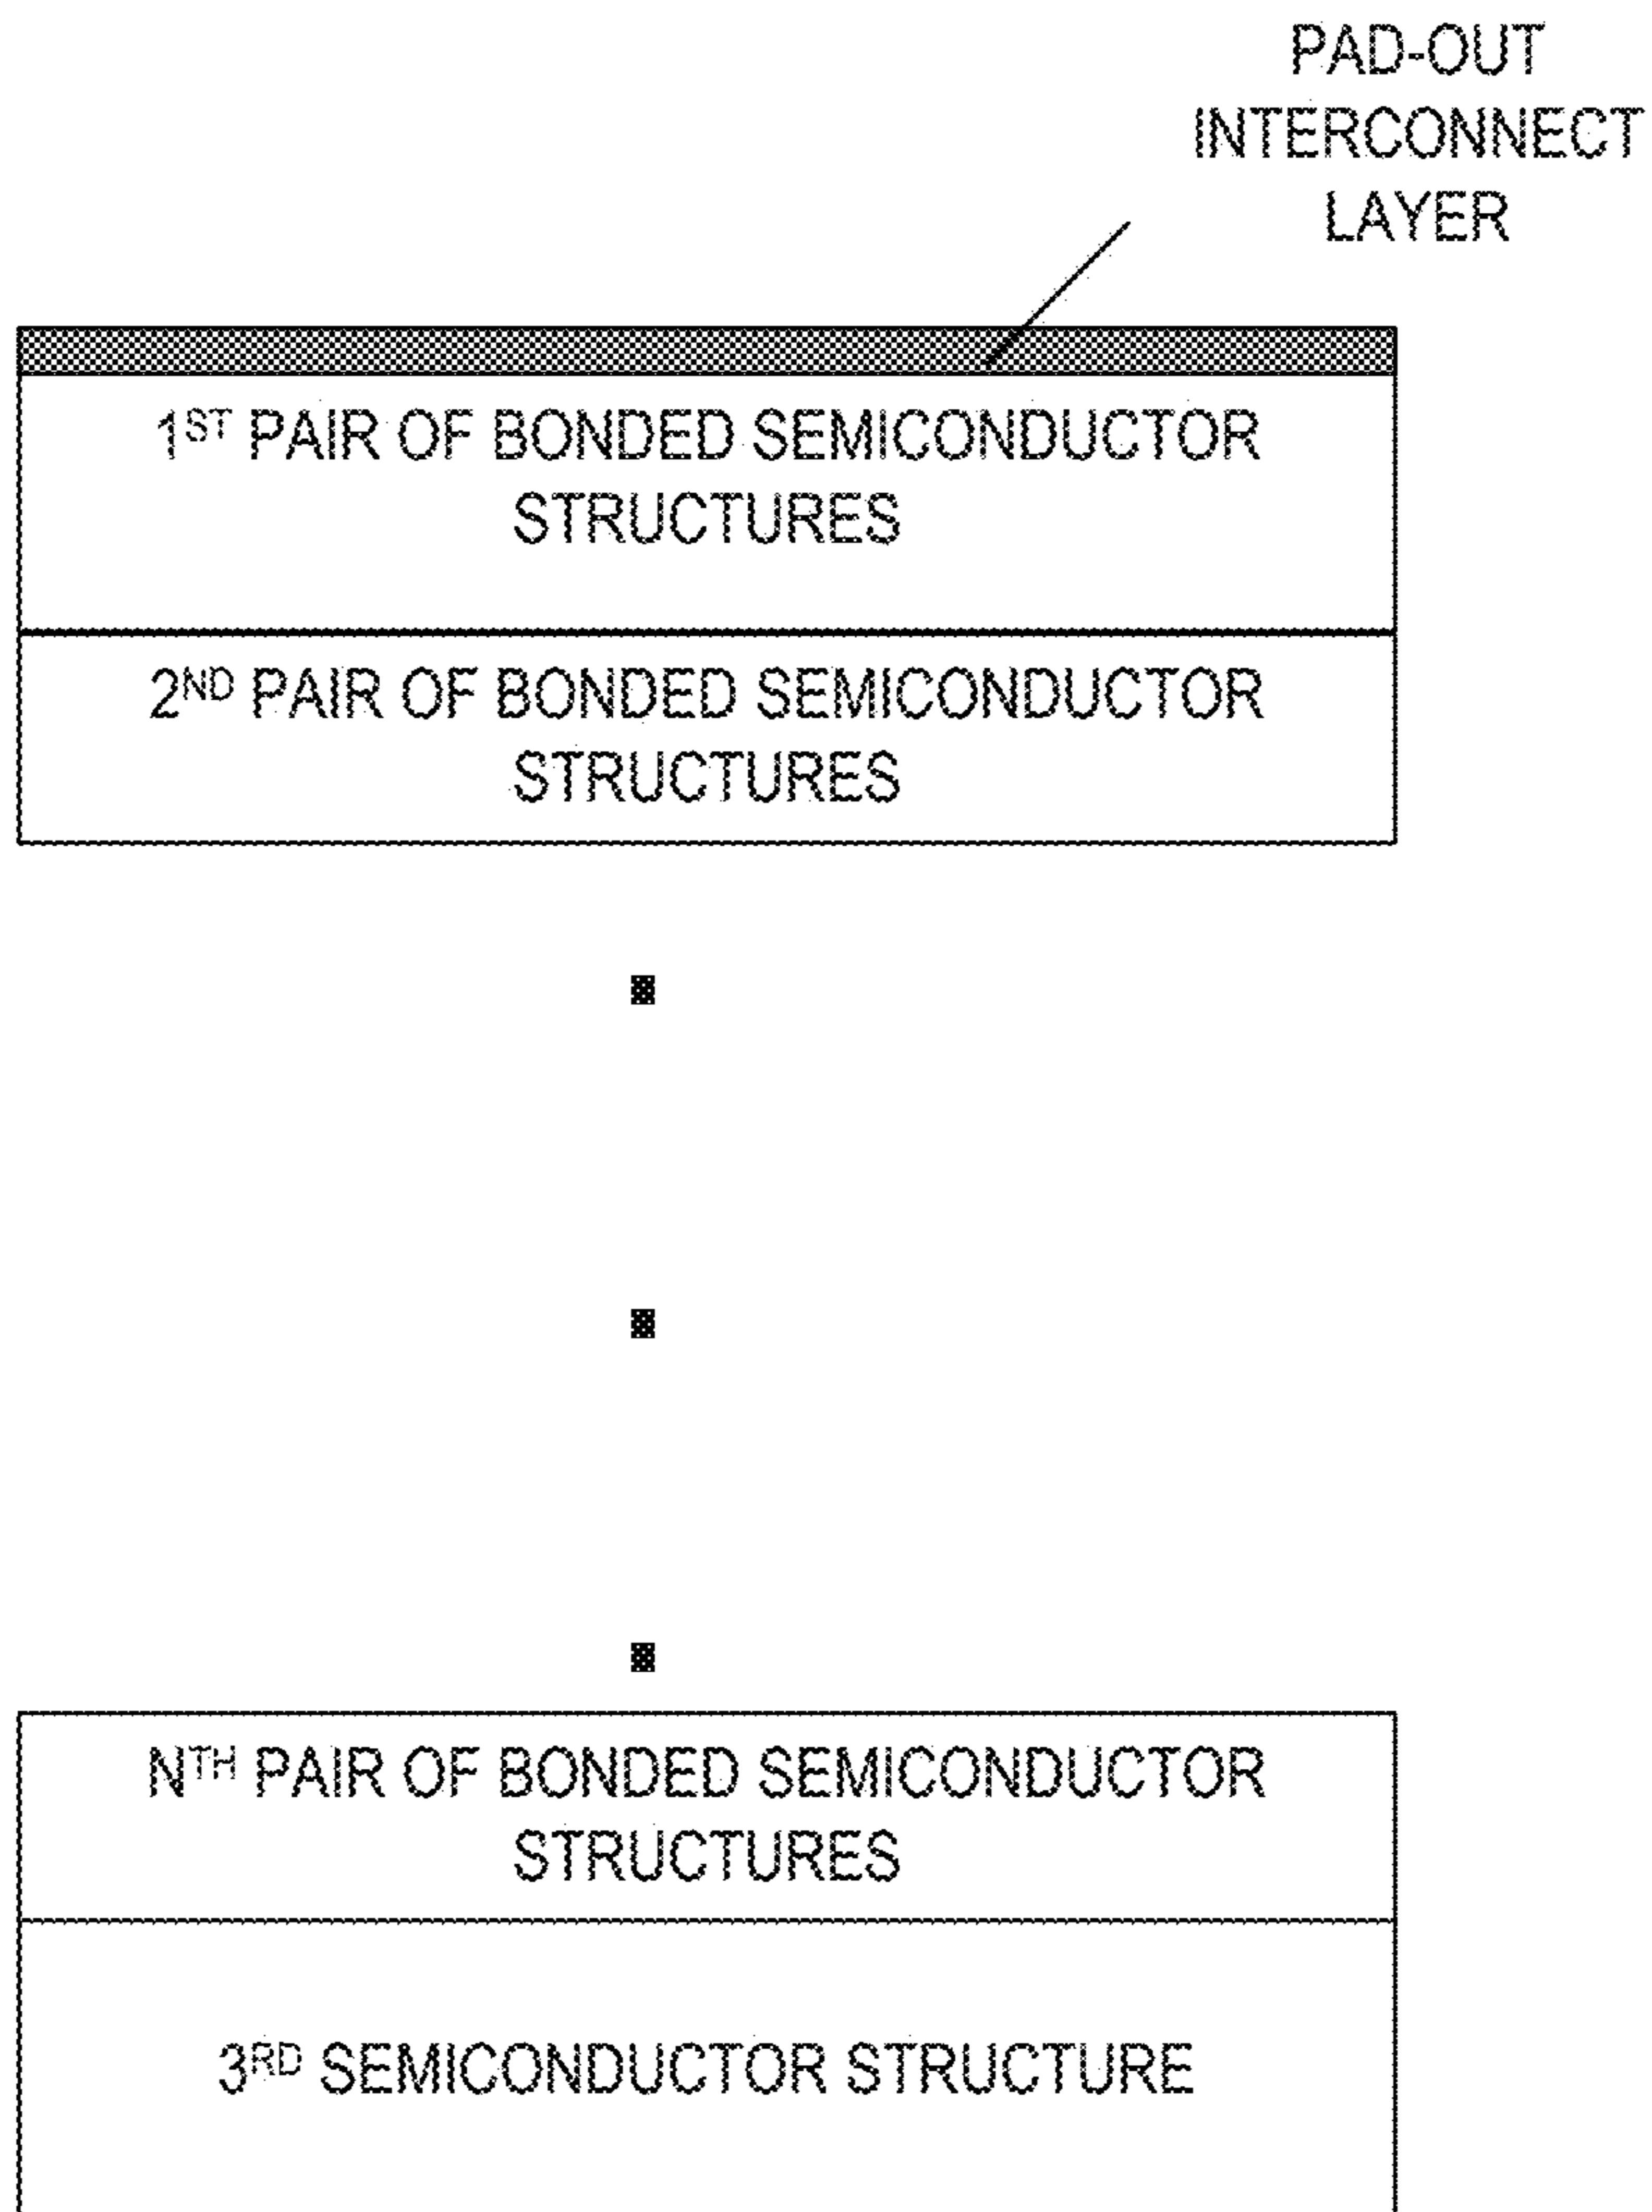 PAD-OUT
INTERCONNECT
LAYER
1ST PAIR OF BONDED SEMICONDUCTOR
STRUCTURES
2ND PAIR OF BONDED SEMICONDUCTOR
STRUCTURES
NTH PAIR OF BONDED SEMICONDUCTOR
STRUCTURES
3RD SEMICONDUCTOR STRUCTURE